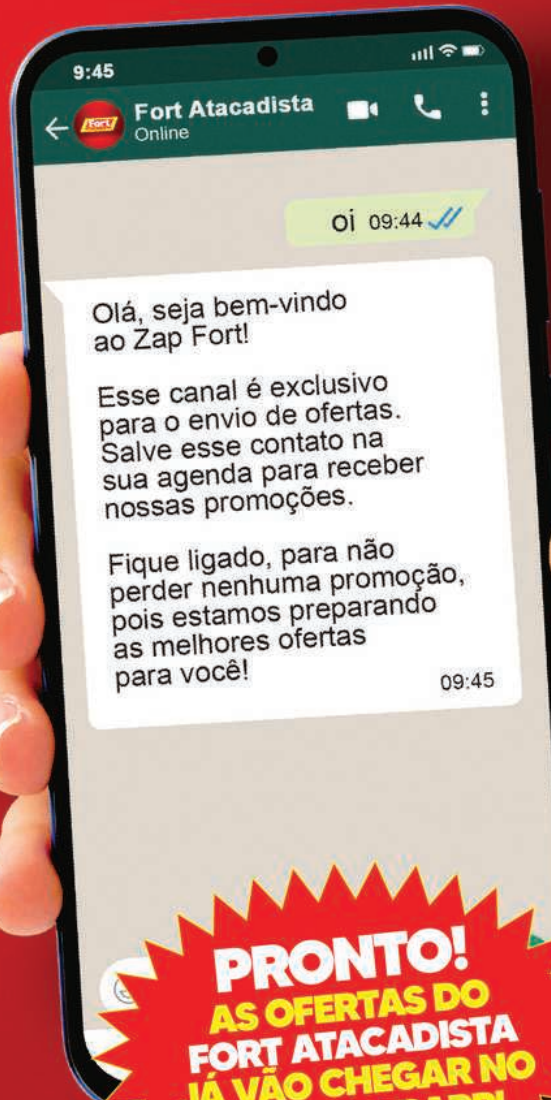 9:45
Fort
Fort Atacadista
Online
oi 09:44
Olá, seja bem-vindo
ao Zap Fort!
Esse canal é exclusivo
para o envio de ofertas.
Salve esse contato na
sua agenda para receber
nossas promoções.
Fique ligado, para não
perder nenhuma promoção,
pois estamos preparando
as melhores ofertas
para você!
09:45
PRONTO!
AS OFERTAS DO
FORT ATACADISTA
JÁ VÃO CHEGAR NO